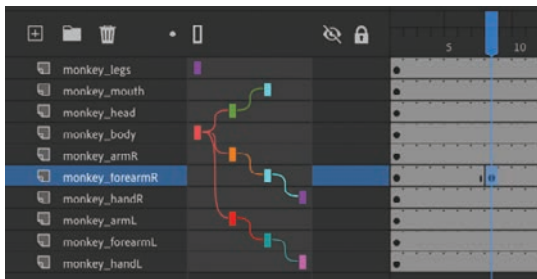 5 10
monkey_legs
monkey_mouth
monkey_head
monkey_body
monkey_armR
monkey_forearmR
monkey_handR
monkey_armL
monkey_forearmL
monkey_handL